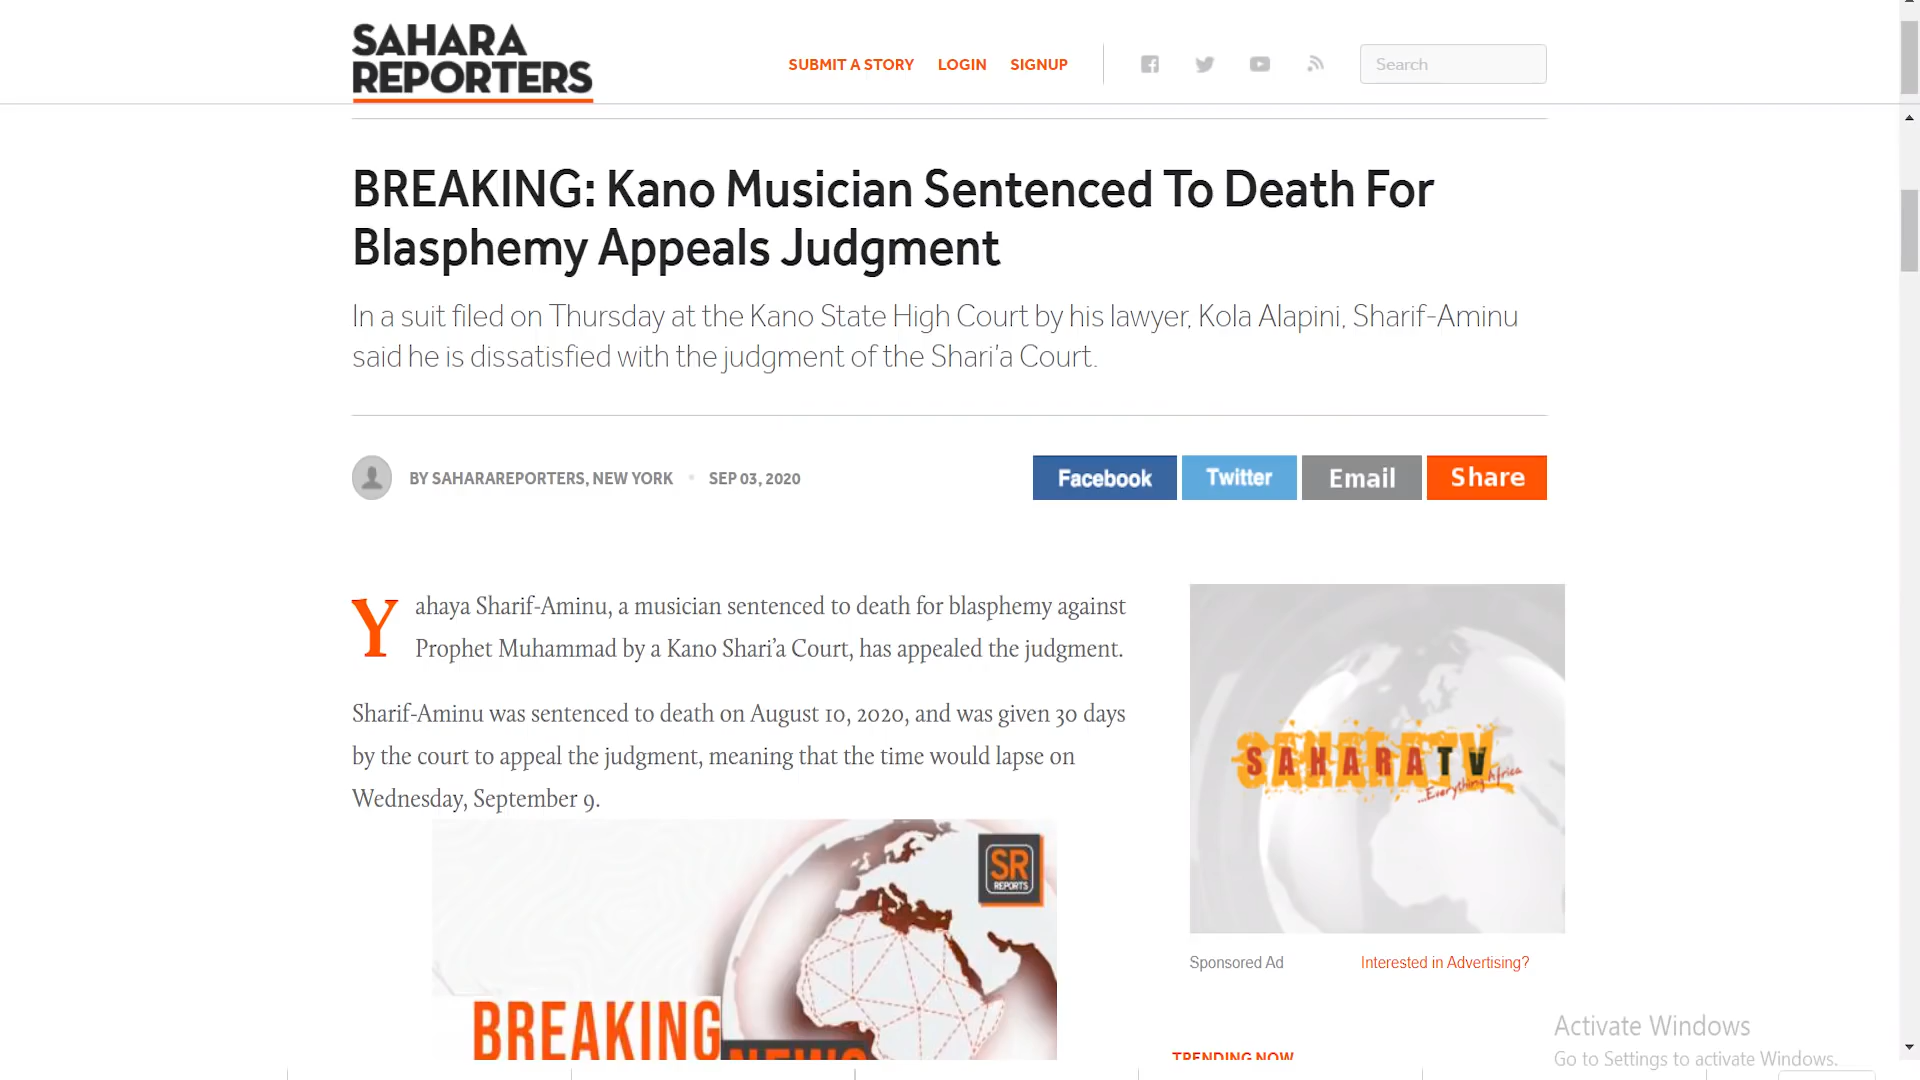 SAHARA
REPORTERS
SUBMIT A STORY LOGIN SIGNUP
Search
BREAKING: Kano Musician Sentenced To Death For
Blasphemy Appeals Judgment
In a suit filed on Thursday at the Kano State High Court by his lawyer, Kola Alapini, Sharif-Aminu
said he is dissatisfied with the judgment of the Shari’a Court.
BY SAHARAREPORTERS, NEW YORK • SEP 03, 2020
Facebook Twitter Email Share
Yahaya Sharif-Aminu, a musician sentenced to death for blasphemy against
Prophet Muhammad by a Kano Shari’a Court, has appealed the judgment.
Sharif-Aminu was sentenced to death on August 10, 2020, and was given 30 days
by the court to appeal the judgment, meaning that the time would lapse on
Wednesday, September 9.
SR
REPORTS
BREAKING
NEWS
SAHARATV
...Everything Africa
Sponsored Ad Interested in Advertising?
TRENDING NOW
Activate Windows
Go to Settings to activate Windows.